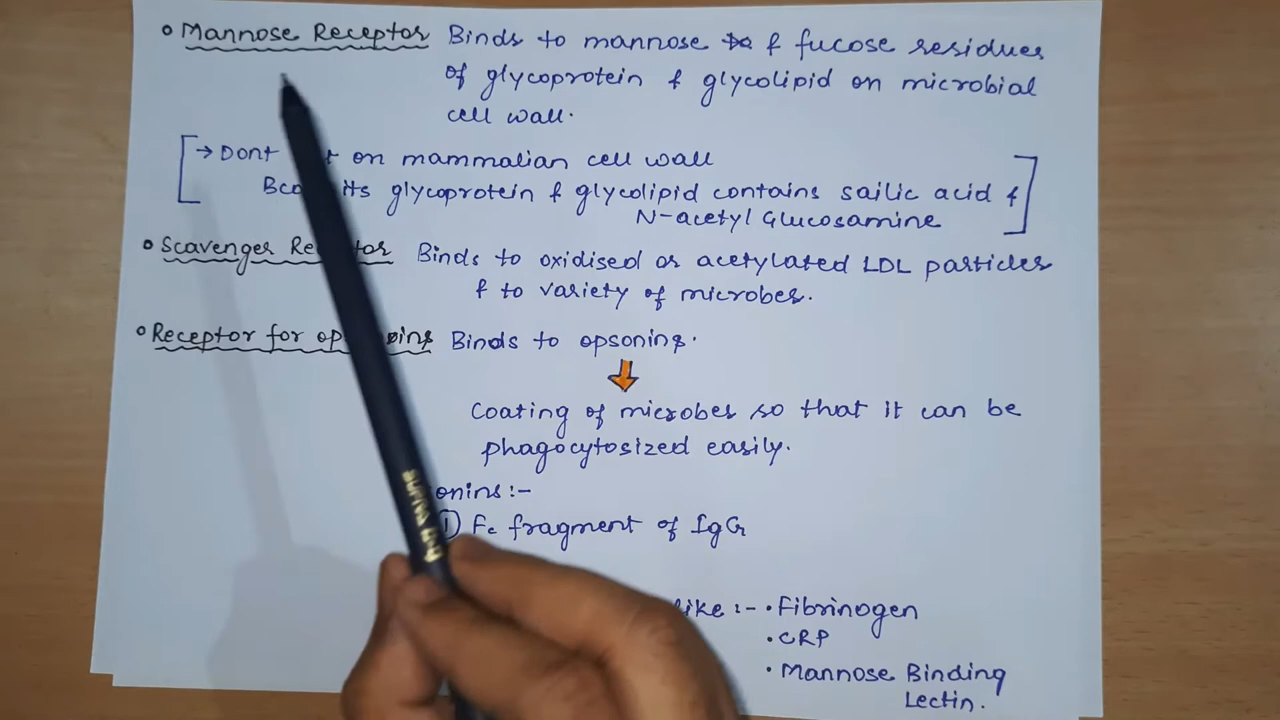 • Mannose Receptor Binds to mannose & fucose residues
of glycoprotein & glycolipid on microbial
cell wall.
→ Dont on mammalian cell wall
its glycoprotein & glycolipid contains sailic acid &
N-acetyl Glucosamine
• Scavenger Binds to oxidised or acetylated LDL particles
& to variety of microbes.
• Receptor for Binds to opsonins.
Coating of microbes so that it can be
phagocytosized easily.
:-
① Fc fragment of IgG
like :- • Fibrinogen
• CRP
• Mannose Binding
Lectin.